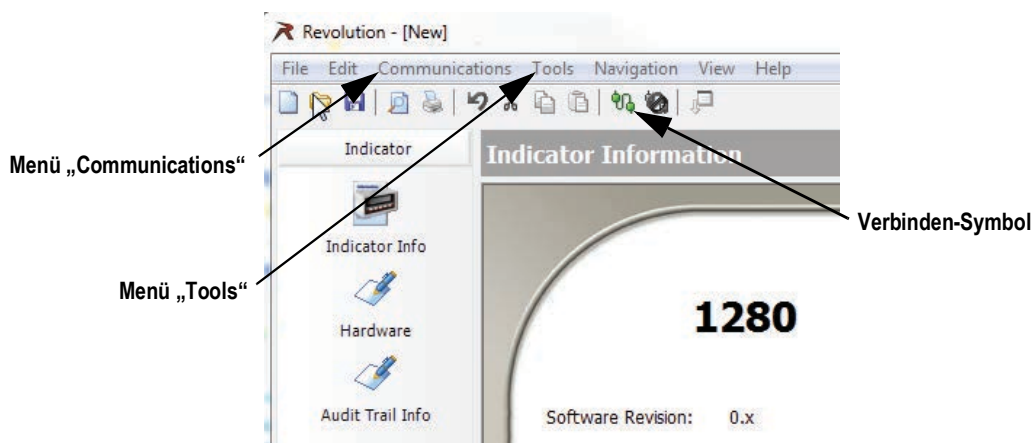 Revolution - [New]
File Edit Communications Tools Navigation View Help
Indicator
Indicator Information
Menü „Communications“
Verbinden-Symbol
Indicator Info
Menü „Tools“
1280
Hardware
Audit Trail Info
Software Revision: 0.x